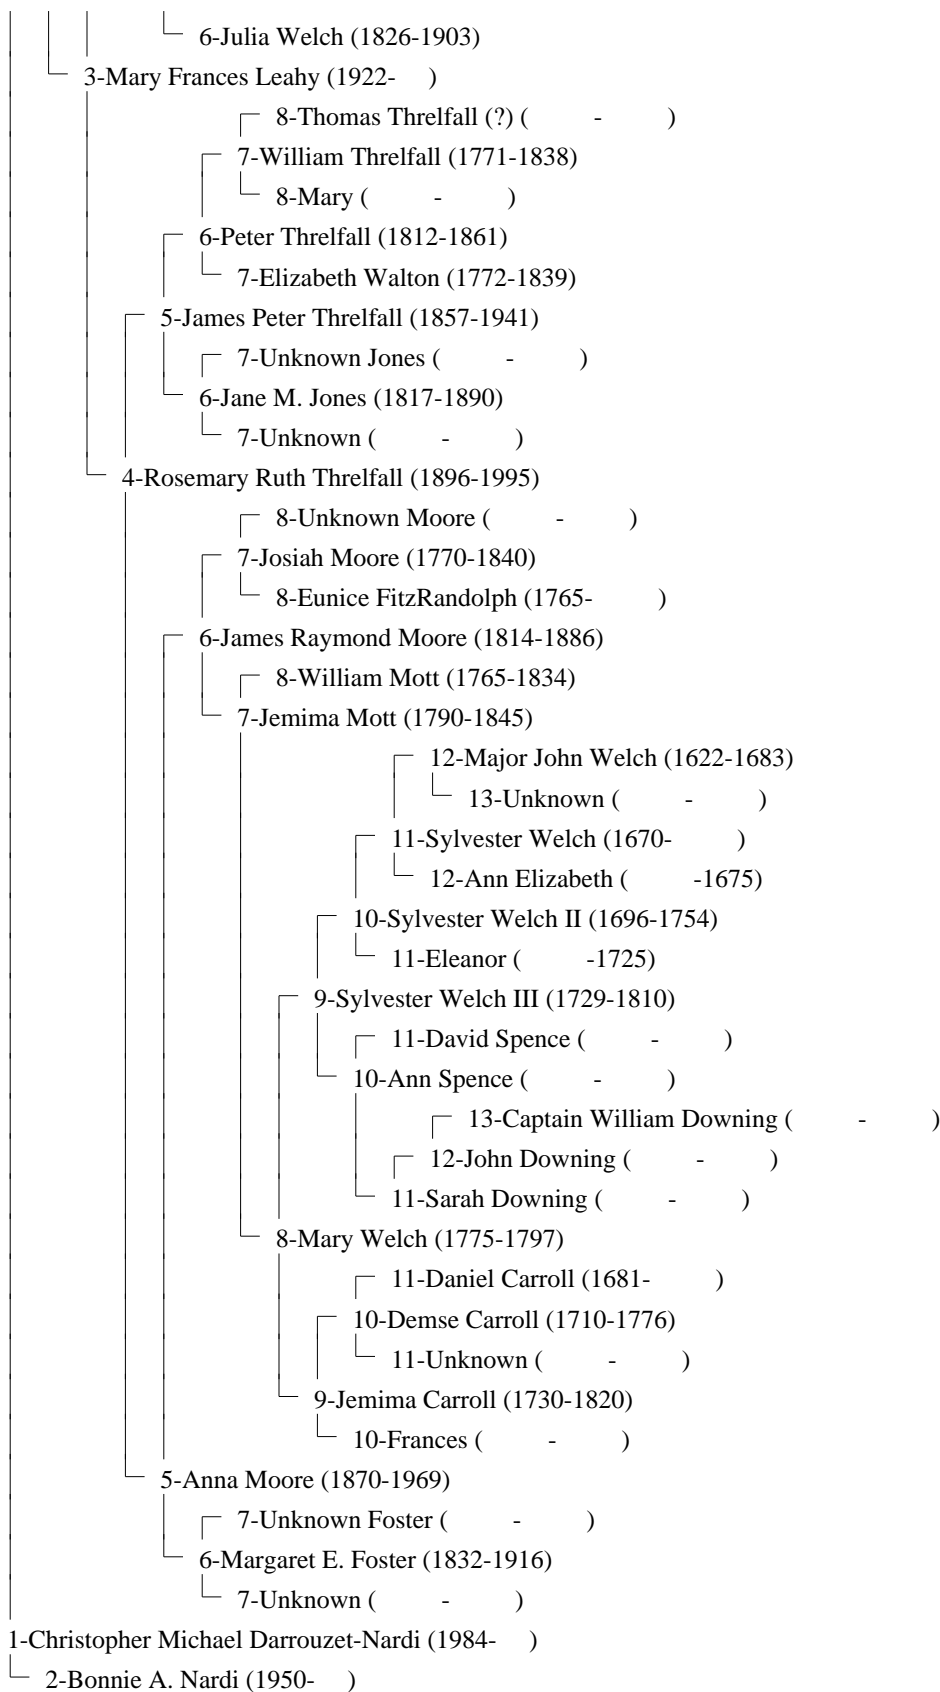 6-Julia Welch (1826-1903)
3-Mary Frances Leahy (1922- )
8-Thomas Threlfall (?) ( - )
7-William Threlfall (1771-1838)
8-Mary ( - )
6-Peter Threlfall (1812-1861)
7-Elizabeth Walton (1772-1839)
5-James Peter Threlfall (1857-1941)
7-Unknown Jones ( - )
6-Jane M. Jones (1817-1890)
7-Unknown ( - )
4-Rosemary Ruth Threlfall (1896-1995)
8-Unknown Moore ( - )
7-Josiah Moore (1770-1840)
8-Eunice FitzRandolph (1765- )
6-James Raymond Moore (1814-1886)
8-William Mott (1765-1834)
7-Jemima Mott (1790-1845)
12-Major John Welch (1622-1683)
13-Unknown ( - )
11-Sylvester Welch (1670- )
12-Ann Elizabeth ( -1675)
10-Sylvester Welch II (1696-1754)
11-Eleanor ( -1725)
9-Sylvester Welch III (1729-1810)
11-David Spence ( - )
10-Ann Spence ( - )
13-Captain William Downing ( - )
12-John Downing ( - )
11-Sarah Downing ( - )
8-Mary Welch (1775-1797)
11-Daniel Carroll (1681- )
10-Demse Carroll (1710-1776)
11-Unknown ( - )
9-Jemima Carroll (1730-1820)
10-Frances ( - )
5-Anna Moore (1870-1969)
7-Unknown Foster ( - )
6-Margaret E. Foster (1832-1916)
7-Unknown ( - )
1-Christopher Michael Darrouzet-Nardi (1984- )
2-Bonnie A. Nardi (1950- )